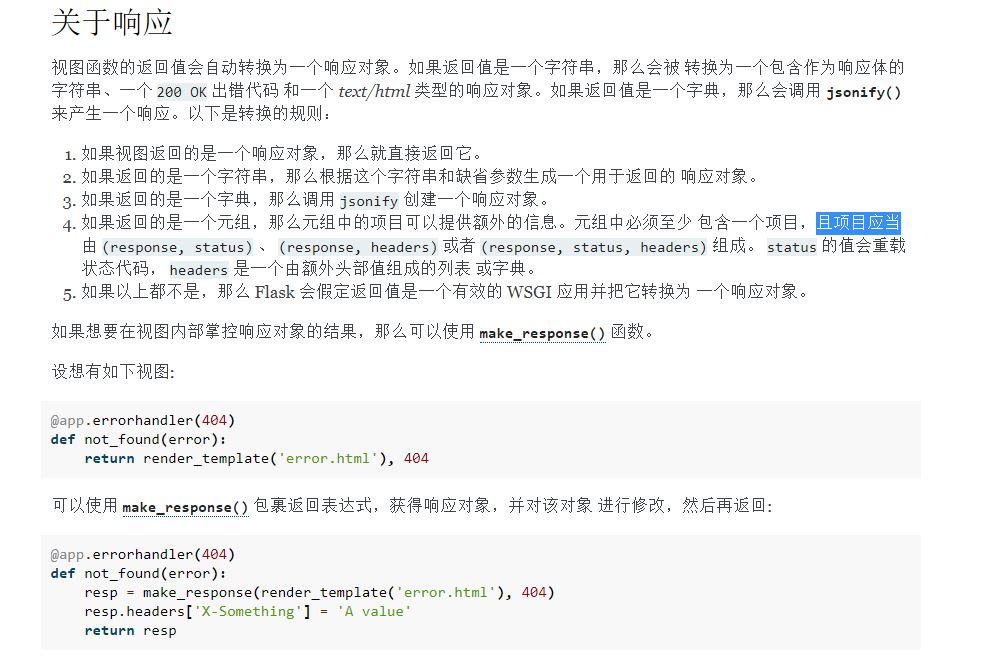 关于响应
视图函数的返回值会自动转换为一个响应对象。如果返回值是一个字符串，那么会被 转换为一个包含作为响应体的
字符串、一个 200 OK 出错代码 和一个 text/html 类型的响应对象。如果返回值是一个字典，那么会调用 jsonify()
来产生一个响应。以下是转换的规则：
1. 如果视图返回的是一个响应对象，那么就直接返回它。
2. 如果返回的是一个字符串，那么根据这个字符串和缺省参数生成一个用于返回的 响应对象。
3. 如果返回的是一个字典，那么调用 jsonify 创建一个响应对象。
4. 如果返回的是一个元组，那么元组中的项目可以提供额外的信息。元组中必须至少 包含一个项目，且项目应当
由 (response, status) 、 (response, headers) 或者 (response, status, headers) 组成。 status 的值会重载
状态代码， headers 是一个由额外头部值组成的列表 或字典。
5. 如果以上都不是，那么 Flask 会假定返回值是一个有效的 WSGI 应用并把它转换为 一个响应对象。
如果想要在视图内部掌控响应对象的结果，那么可以使用 make_response() 函数。
设想有如下视图:
@app.errorhandler(404)
def not_found(error):
    return render_template('error.html'), 404
可以使用 make_response() 包裹返回表达式，获得响应对象，并对该对象 进行修改，然后再返回:
@app.errorhandler(404)
def not_found(error):
    resp = make_response(render_template('error.html'), 404)
    resp.headers['X-Something'] = 'A value'
    return resp